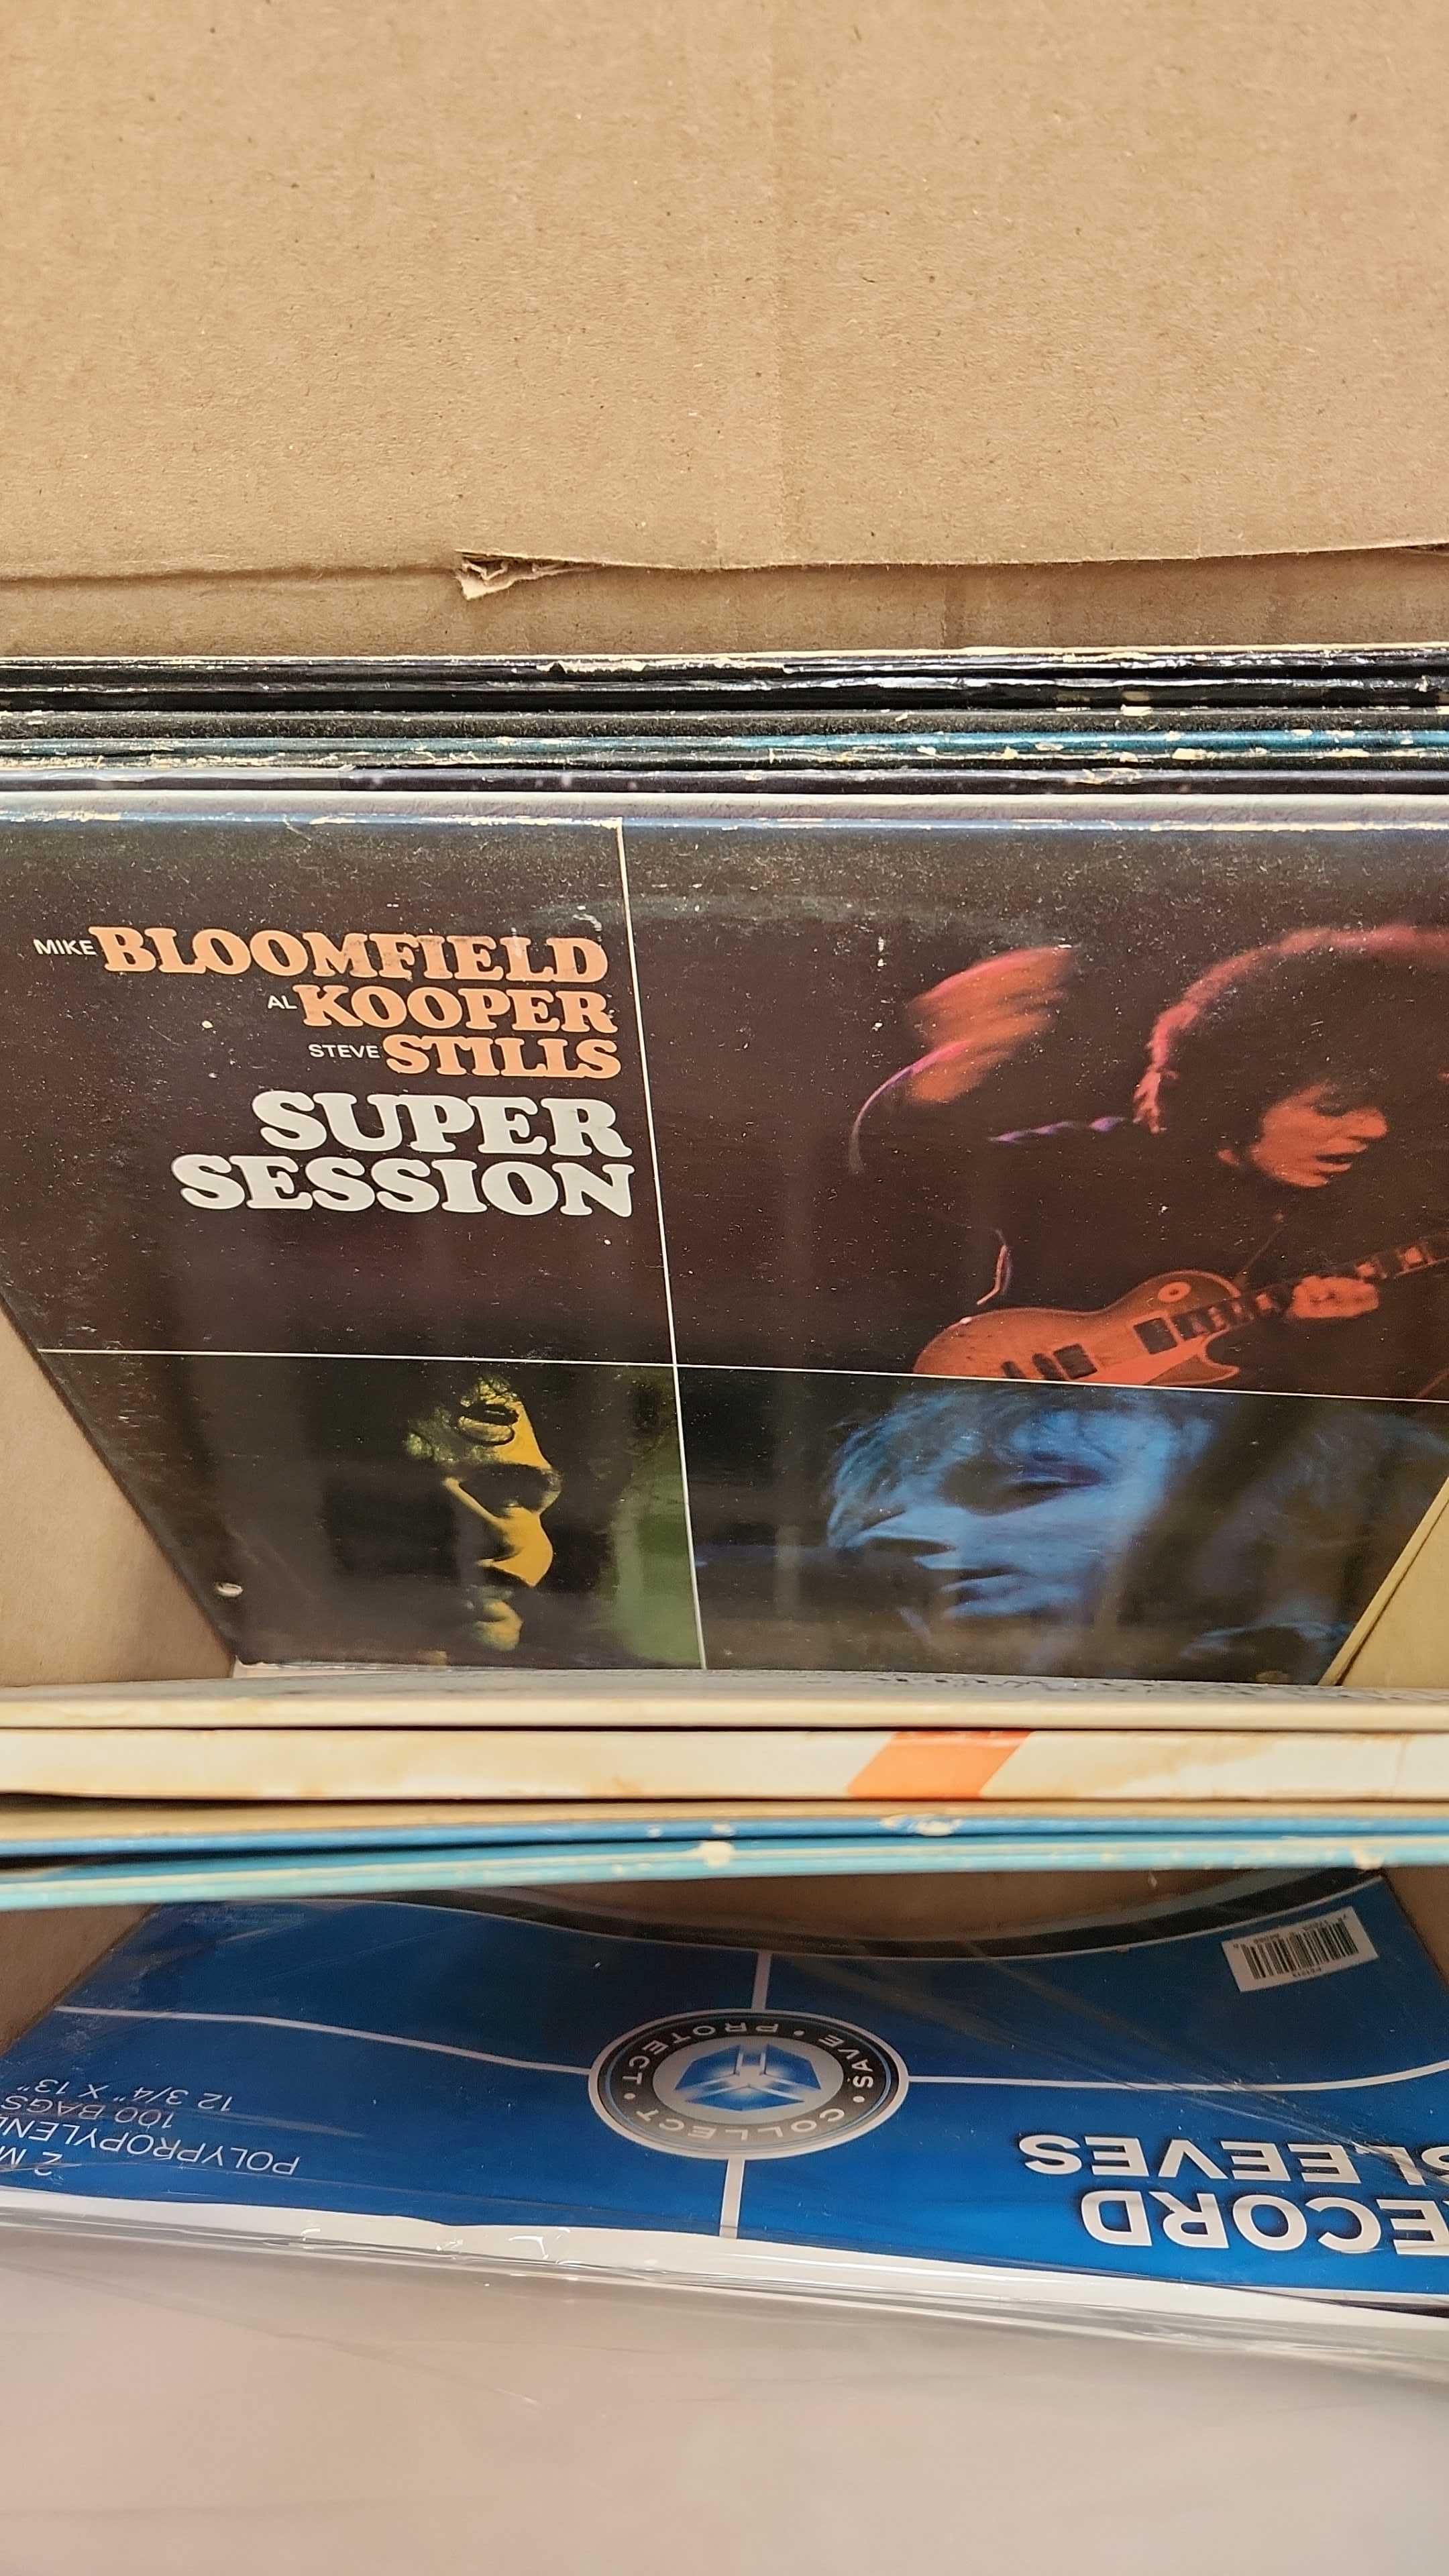 MIKE BLOOMFIELD
AL KOOPER
STEVE STILLS
SUPER
SESSION
SAVE • PROTECT • COLLECT •
ECORD
LEEVES
POLYPROPYLEN
100 BAGS
12 3/4" X 13"